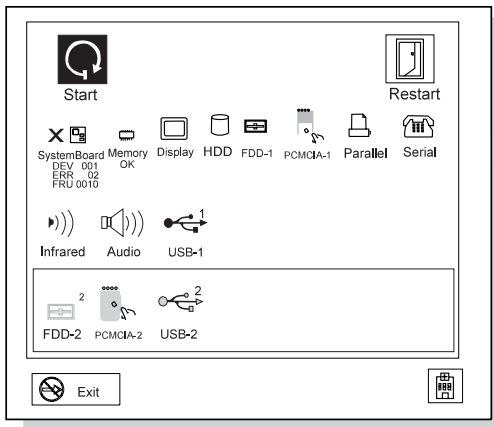 Start
Restart
SystemBoard
DEV 001
ERR 02
FRU 0010
Memory
OK
Display
HDD
FDD-1
PCMCIA-1
Parallel
Serial
Infrared
Audio
1
USB-1
2
FDD-2
PCMCIA-2
2
USB-2
Exit